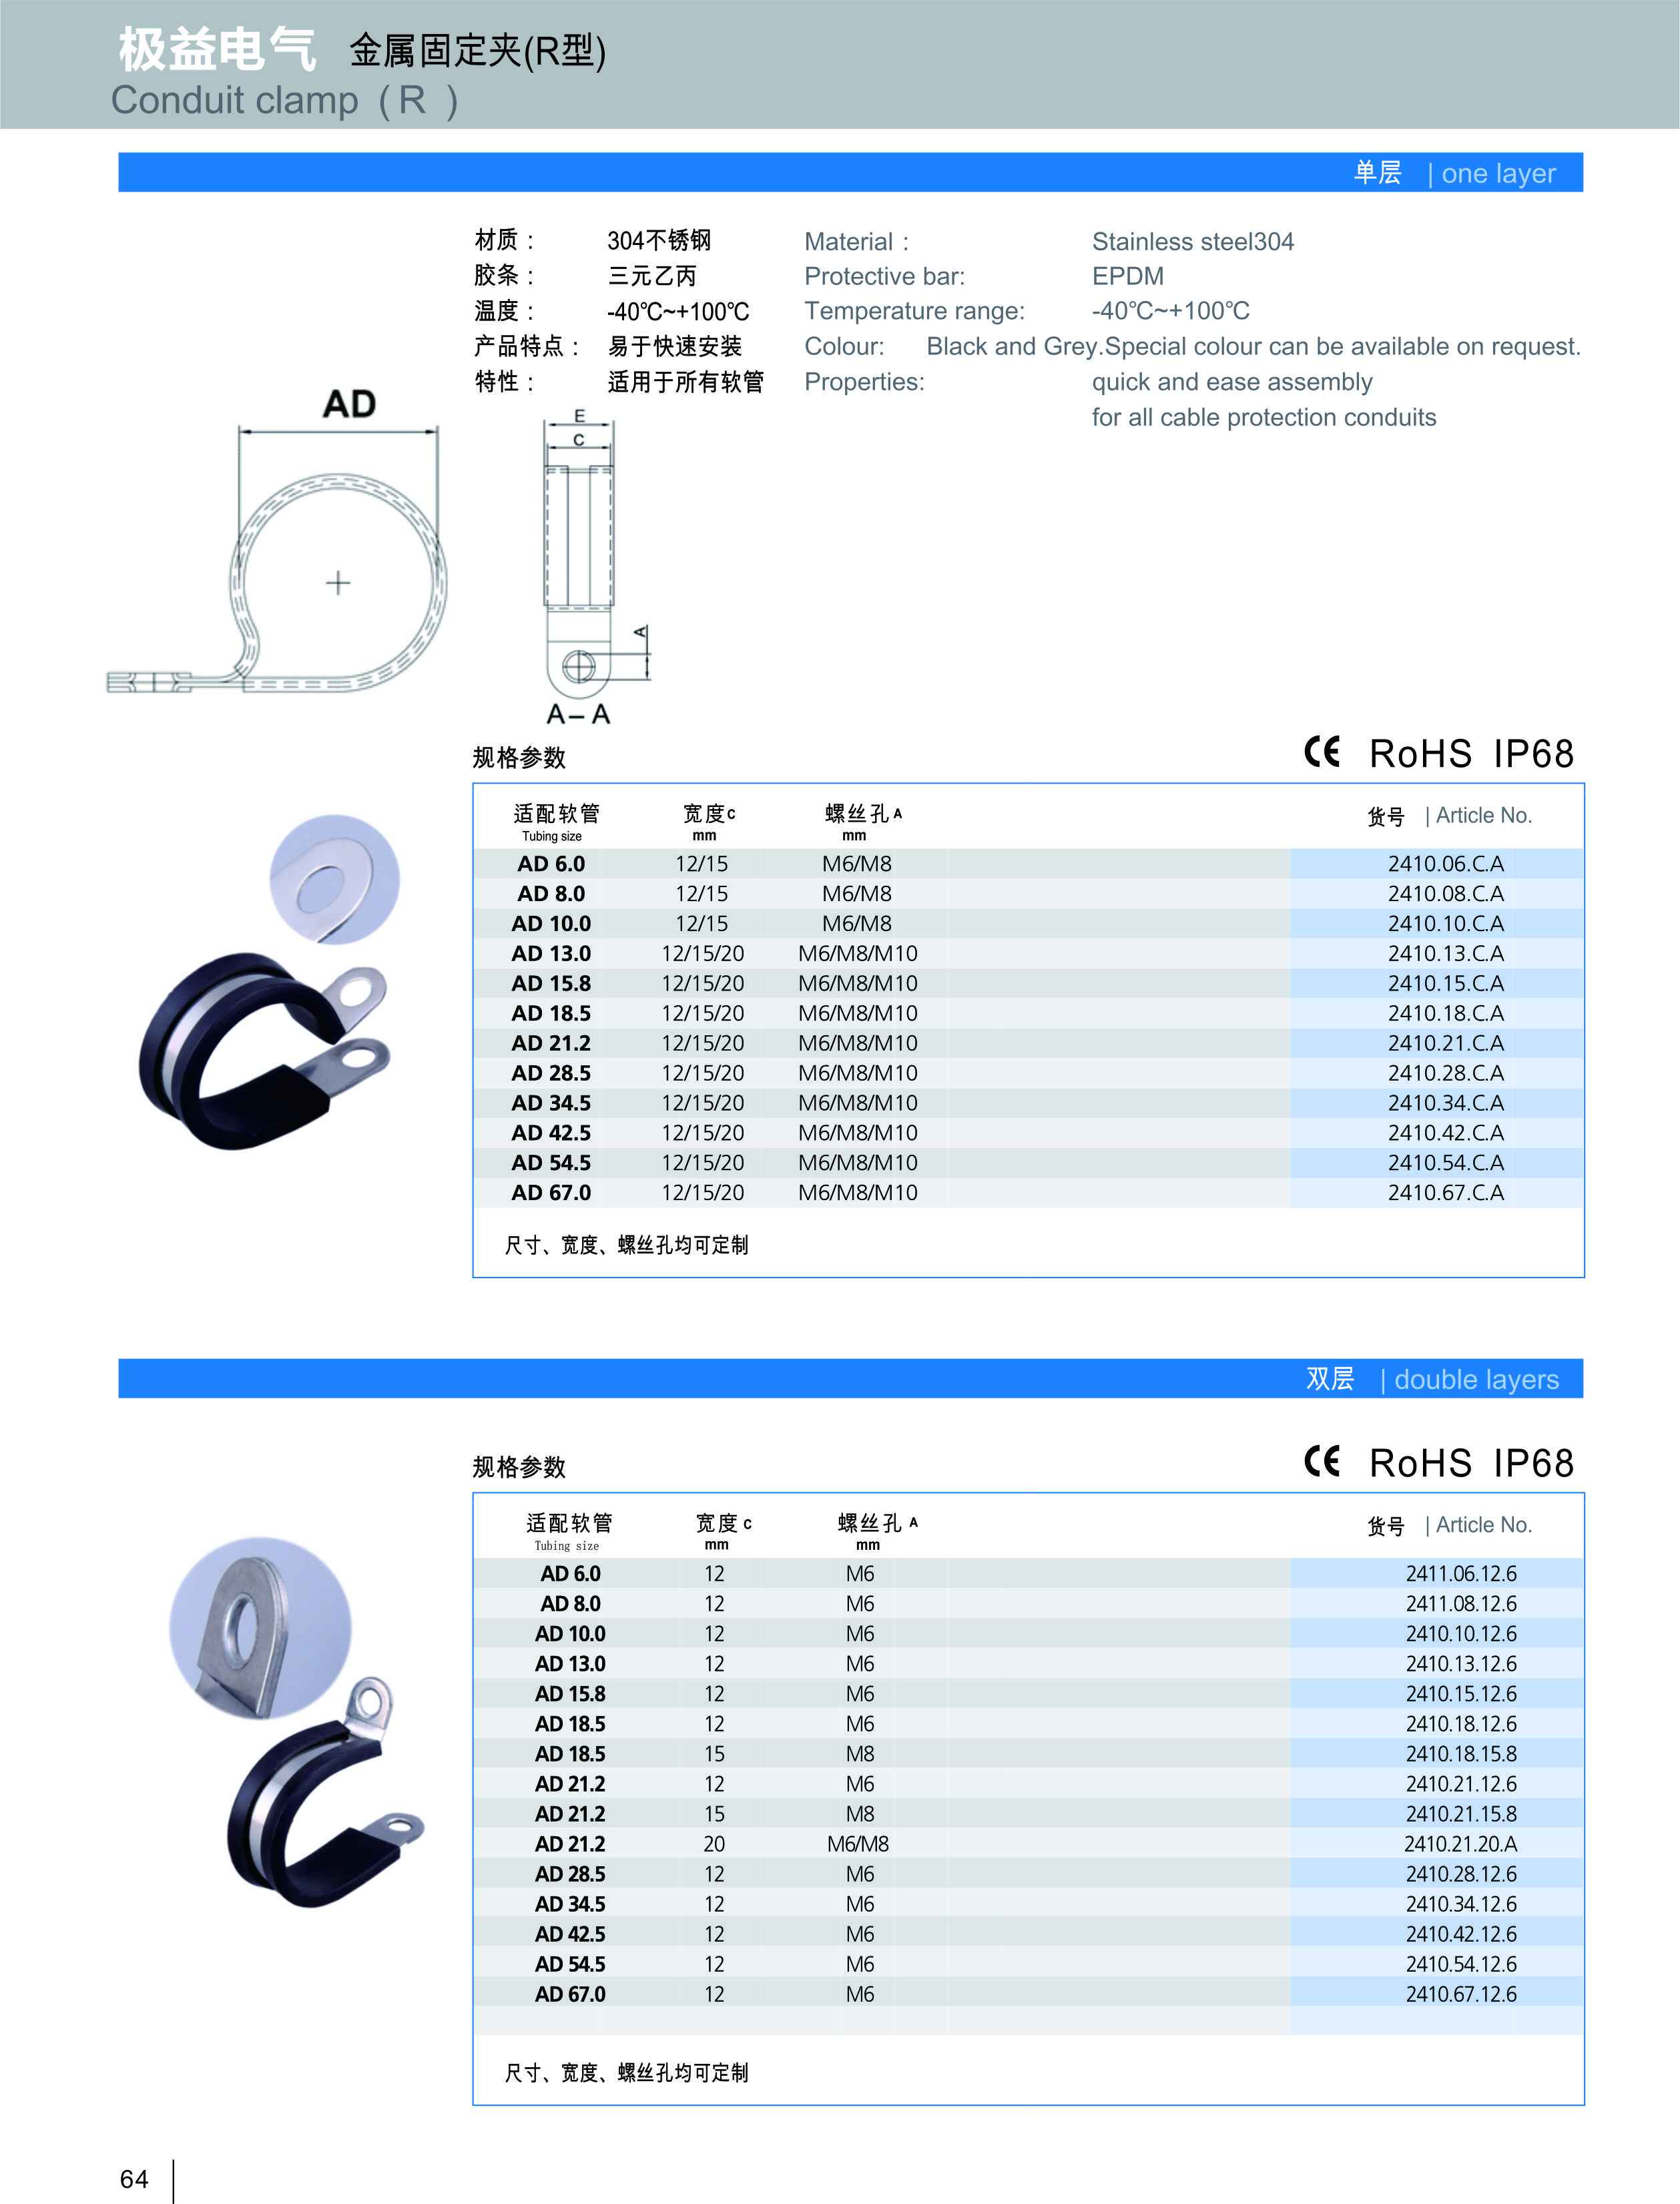 极益电气 金属固定夹(R型)
Conduit clamp ( R )
单层 | one layer
材质： 304不锈钢 Material： Stainless steel304
胶条： 三元乙丙 Protective bar: EPDM
温度： -40℃~+100℃ Temperature range: -40℃~+100℃
产品特点： 易于快速安装 Colour: Black and Grey.Special colour can be available on request.
特性： 适用于所有软管 Properties: quick and ease assembly
for all cable protection conduits
AD
E
C
A
A– A
规格参数 CE RoHS IP68
适配软管 宽度C 螺丝孔A 货号 | Article No.
Tubing size mm mm
AD 6.0 12/15 M6/M8 2410.06.C.A
AD 8.0 12/15 M6/M8 2410.08.C.A
AD 10.0 12/15 M6/M8 2410.10.C.A
AD 13.0 12/15/20 M6/M8/M10 2410.13.C.A
AD 15.8 12/15/20 M6/M8/M10 2410.15.C.A
AD 18.5 12/15/20 M6/M8/M10 2410.18.C.A
AD 21.2 12/15/20 M6/M8/M10 2410.21.C.A
AD 28.5 12/15/20 M6/M8/M10 2410.28.C.A
AD 34.5 12/15/20 M6/M8/M10 2410.34.C.A
AD 42.5 12/15/20 M6/M8/M10 2410.42.C.A
AD 54.5 12/15/20 M6/M8/M10 2410.54.C.A
AD 67.0 12/15/20 M6/M8/M10 2410.67.C.A
尺寸、宽度、螺丝孔均可定制
双层 | double layers
规格参数 CE RoHS IP68
适配软管 宽度 C 螺丝孔 A 货号 | Article No.
Tubing size mm mm
AD 6.0 12 M6 2411.06.12.6
AD 8.0 12 M6 2411.08.12.6
AD 10.0 12 M6 2410.10.12.6
AD 13.0 12 M6 2410.13.12.6
AD 15.8 12 M6 2410.15.12.6
AD 18.5 12 M6 2410.18.12.6
AD 18.5 15 M8 2410.18.15.8
AD 21.2 12 M6 2410.21.12.6
AD 21.2 15 M8 2410.21.15.8
AD 21.2 20 M6/M8 2410.21.20.A
AD 28.5 12 M6 2410.28.12.6
AD 34.5 12 M6 2410.34.12.6
AD 42.5 12 M6 2410.42.12.6
AD 54.5 12 M6 2410.54.12.6
AD 67.0 12 M6 2410.67.12.6
尺寸、宽度、螺丝孔均可定制
64